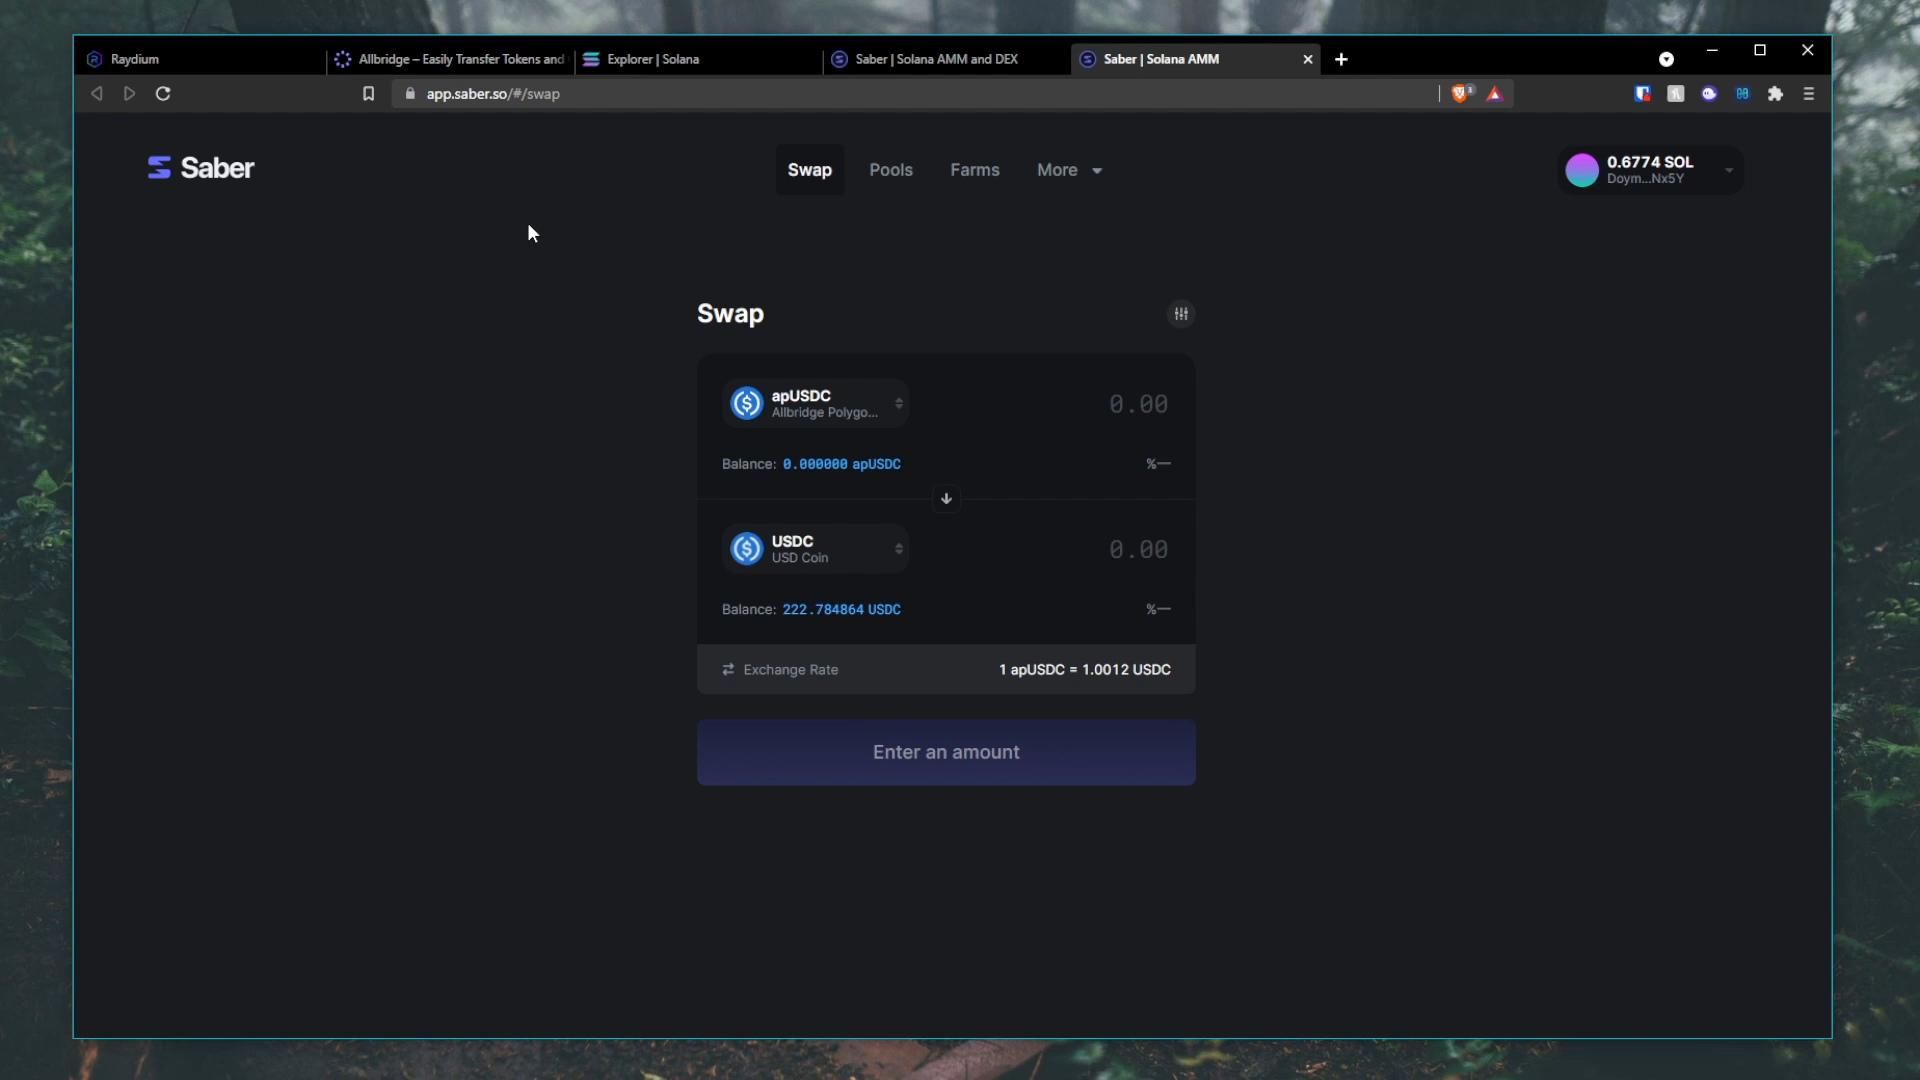 Raydium
Allbridge – Easily Transfer Tokens and
Explorer | Solana
Saber | Solana AMM and DEX
Saber | Solana AMM
app.saber.so/#/swap
Saber
Swap
Pools
Farms
More
0.6774 SOL
Doym...Nx5Y
Swap
apUSDC
Allbridge Polygo...
0.00
Balance: 0.000000 apUSDC
%—
USDC
USD Coin
0.00
Balance: 222.784864 USDC
%—
Exchange Rate
1 apUSDC = 1.0012 USDC
Enter an amount